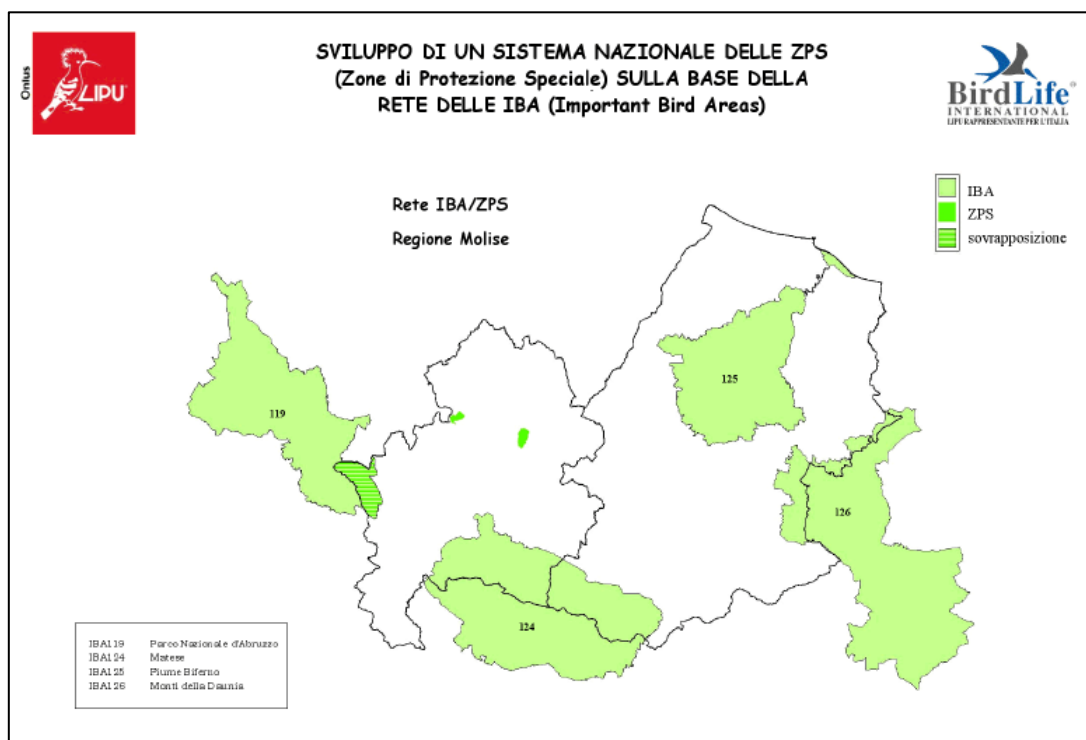 Onlus
LIPU
SVILUPPO DI UN SISTEMA NAZIONALE DELLE ZPS
(Zone di Protezione Speciale) SULLA BASE DELLA
RETE DELLE IBA (Important Bird Areas)
BirdLife®
INTERNATIONAL
LIPU RAPPRESENTANTE PER L'ITALIA
Rete IBA/ZPS
Regione Molise
IBA
ZPS
sovrapposizione
119
125
126
124
IBA119 Parco Nazionale d'Abruzzo
IBA124 Matese
IBA125 Fiume Biferno
IBA126 Monti della Daunia